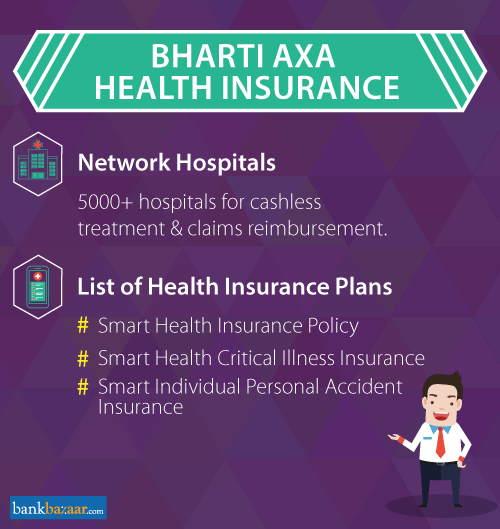 BHARTI AXA
HEALTH INSURANCE
Network Hospitals
5000+ hospitals for cashless
treatment & claims reimbursement.
List of Health Insurance Plans
# Smart Health Insurance Policy
# Smart Health Critical Illness Insurance
# Smart Individual Personal Accident
Insurance
bankbazaar.com